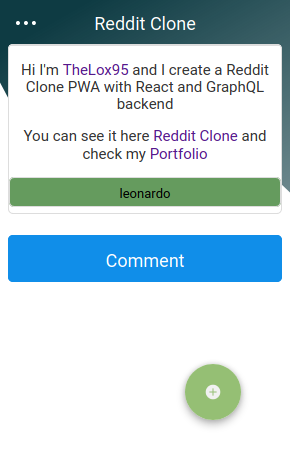 Reddit Clone
Hi I'm TheLox95 and I create a Reddit
Clone PWA with React and GraphQL
backend
You can see it here Reddit Clone and
check my Portfolio
leonardo
Comment